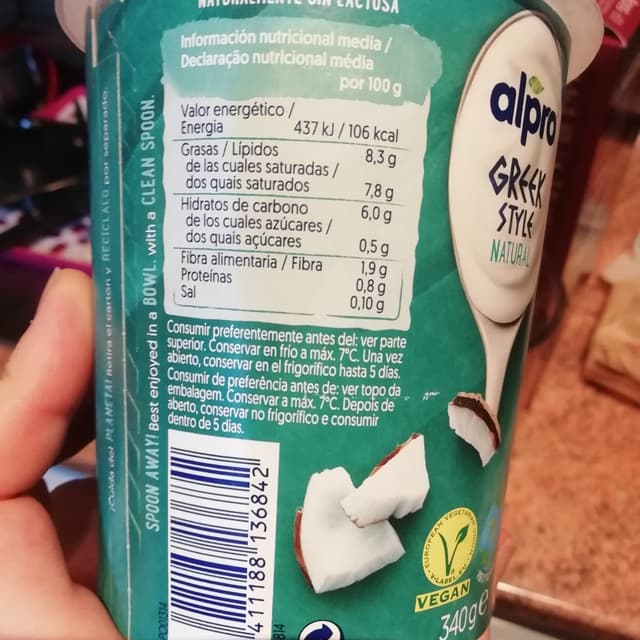 NATURALMENTE SIN LACTOSA
Información nutricional media /
Declaração nutricional média
por 100 g
Valor energético /
Energia 437 kJ / 106 kcal
Grasas / Lípidos 8,3 g
de las cuales saturadas /
dos quais saturados 7,8 g
Hidratos de carbono 6,0 g
de los cuales azúcares /
dos quais açúcares 0,5 g
Fibra alimentaria / Fibra 1,9 g
Proteínas 0,8 g
Sal 0,10 g
Consumir preferentemente antes del: ver parte
superior. Conservar en frío a máx. 7°C. Una vez
abierto, conservar en el frigorífico hasta 5 días.
Consumir de preferência antes de: ver topo da
embalagem. Conservar a máx. 7°C. Depois de
aberto, conservar no frigorífico e consumir
dentro de 5 dias.
7411188 136842
alpro
GREEK
STYLE
NATURAL
EUROPEAN VEGETARIAN
V-LABEL.EU
VEGAN
340g e
SPOON AWAY! Best enjoyed in a BOWL, with a CLEAN SPOON.
¡Cuida del PLANETA! Retira el cartón y RECÍCLALO por separado.